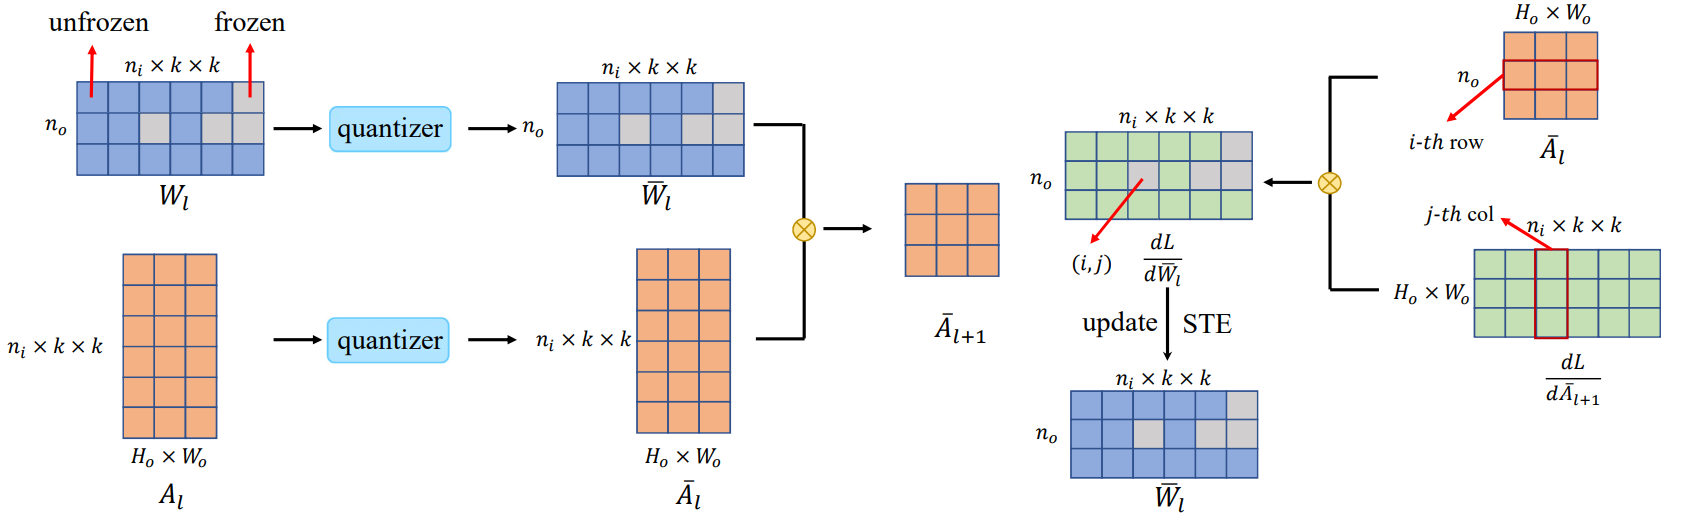 unfrozen
frozen
$n_i \times k \times k$
$n_o$
$W_l$
quantizer
$n_i \times k \times k$
$n_o$
$\bar{W}_l$
$n_i \times k \times k$
$H_o \times W_o$
$A_l$
quantizer
$n_i \times k \times k$
$H_o \times W_o$
$\bar{A}_l$
$\bar{A}_{l+1}$
$n_i \times k \times k$
$n_o$
$(i, j)$
$\frac{dL}{d\bar{W}_l}$
update STE
$n_i \times k \times k$
$n_o$
$\bar{W}_l$
$H_o \times W_o$
$n_o$
$i$-$th$ row
$\bar{A}_l$
$j$-$th$ col
$n_i \times k \times k$
$H_o \times W_o$
$\frac{dL}{d\bar{A}_{l+1}}$